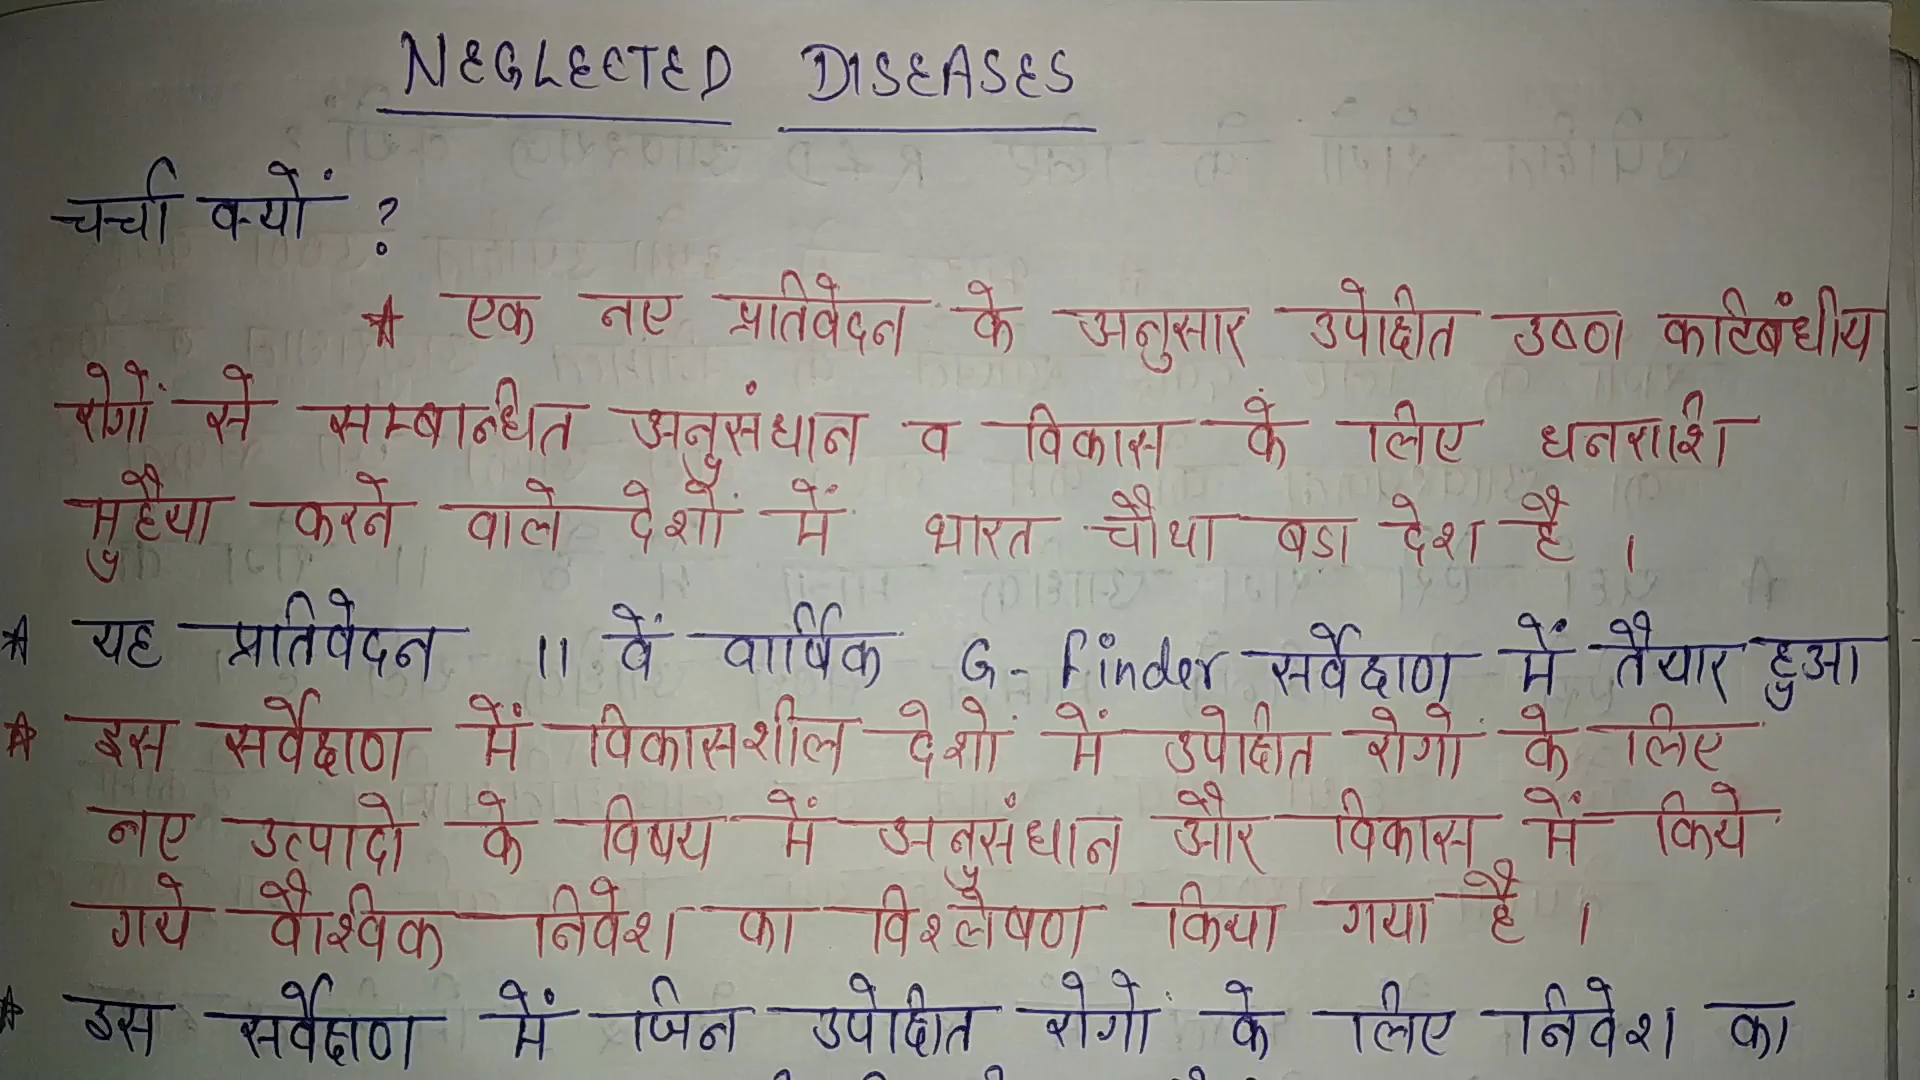 NEGLECTED DISEASES
चर्चा क्यों ?
* एक नए प्रतिवेदन के अनुसार उपेक्षित उष्ण कटिबंधीय
रोगों से सम्बन्धित अनुसंधान व विकास के लिए धनराशि
मुहैया करने वाले देशों में भारत चौथा बडा देश है ।
* यह प्रतिवेदन 11 वें वार्षिक G-Finder सर्वेक्षण में तैयार हुआ
* इस सर्वेक्षण में विकासशील देशों में उपेक्षित रोगों के लिए
नए उत्पादो के विषय में अनुसंधान और विकास में किये
गये वैश्विक निवेश का विश्लेषण किया गया है ।
* इस सर्वेक्षण में जिन उपेक्षित रोगों के लिए निवेश का